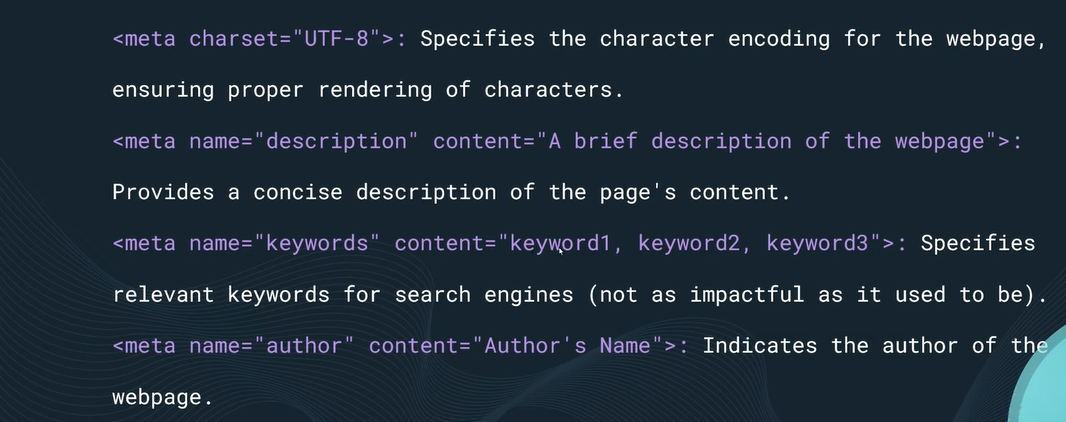 <meta charset="UTF-8">: Specifies the character encoding for the webpage,
ensuring proper rendering of characters.
<meta name="description" content="A brief description of the webpage">:
Provides a concise description of the page's content.
<meta name="keywords" content="keyword1, keyword2, keyword3">: Specifies
relevant keywords for search engines (not as impactful as it used to be).
<meta name="author" content="Author's Name">: Indicates the author of the
webpage.